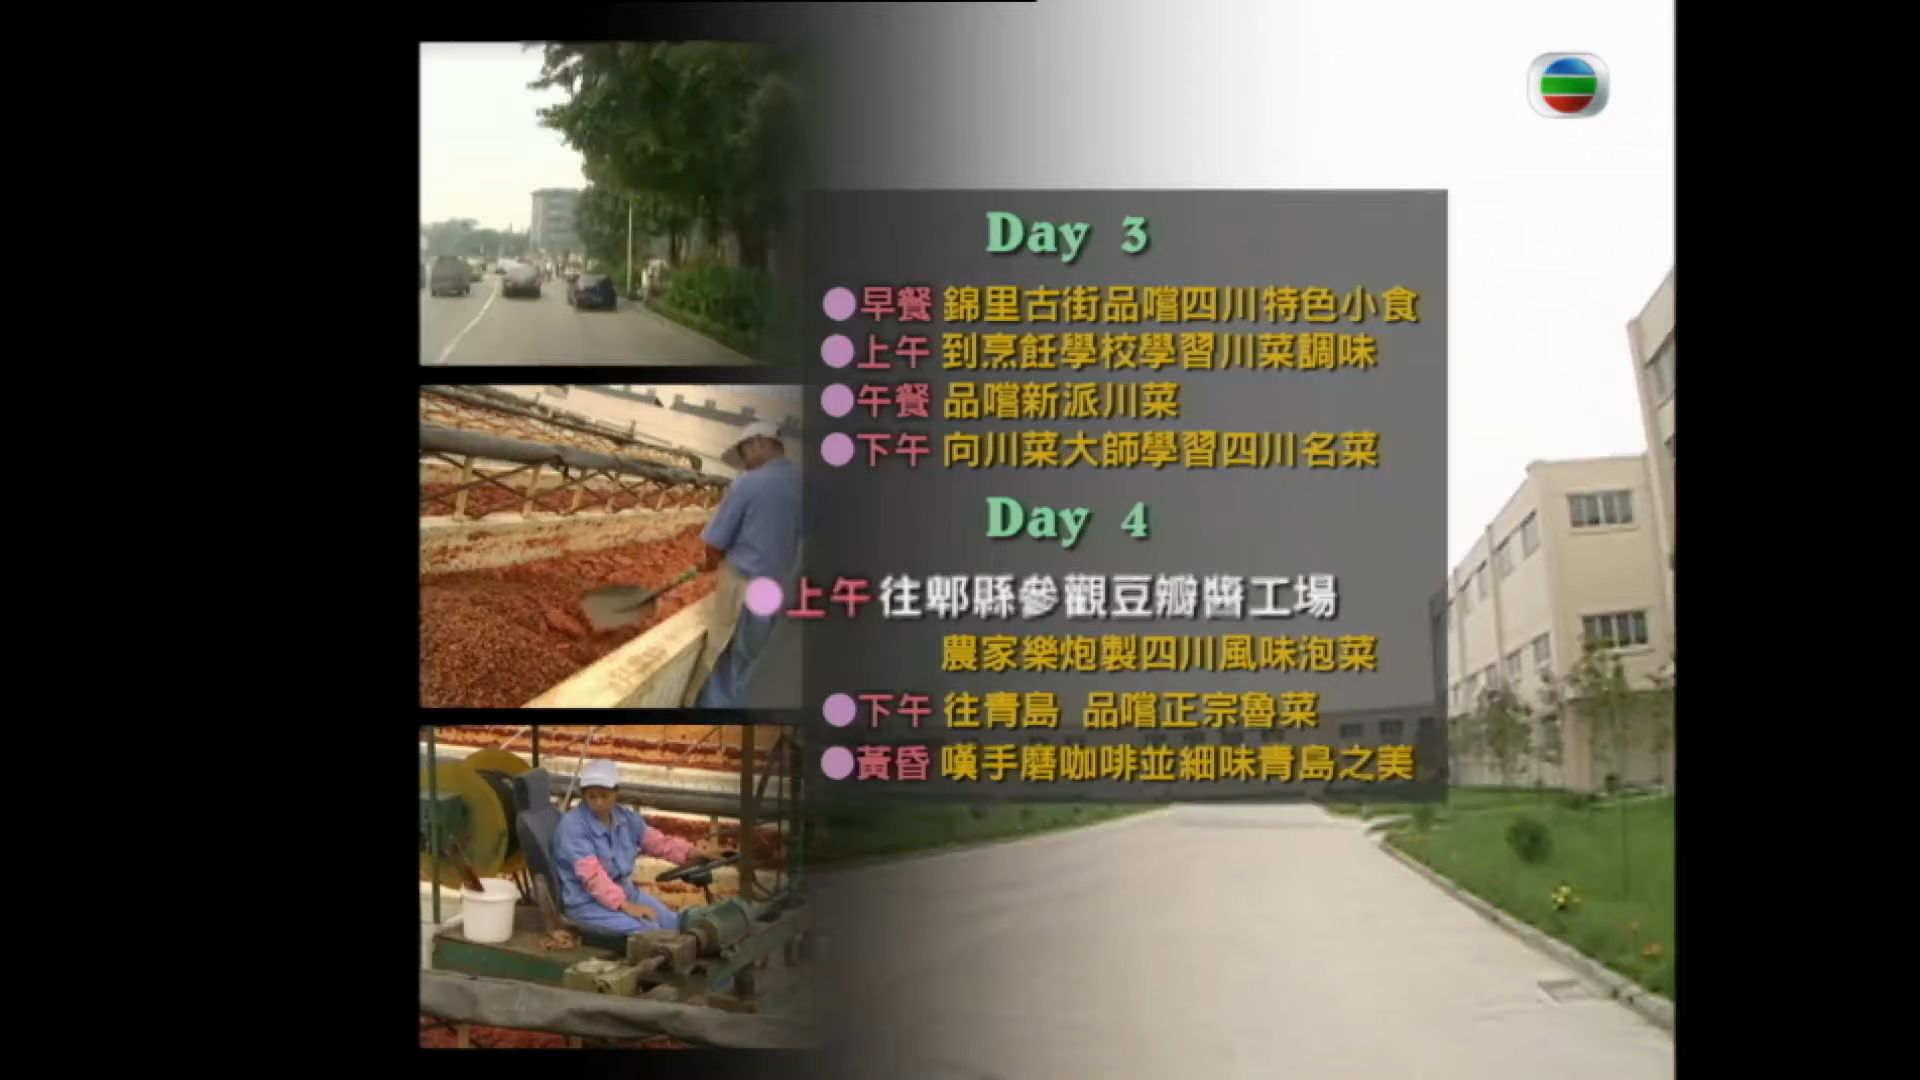 Day 3
●早餐 錦里古街品嚐四川特色小食
●上午 到烹飪學校學習川菜調味
●午餐 品嚐新派川菜
●下午 向川菜大師學習四川名菜
Day 4
●上午 往郫縣參觀豆瓣醬工場
農家樂炮製四川風味泡菜
●下午 往青島 品嚐正宗魯菜
●黃昏 嘆手磨咖啡並細味青島之美